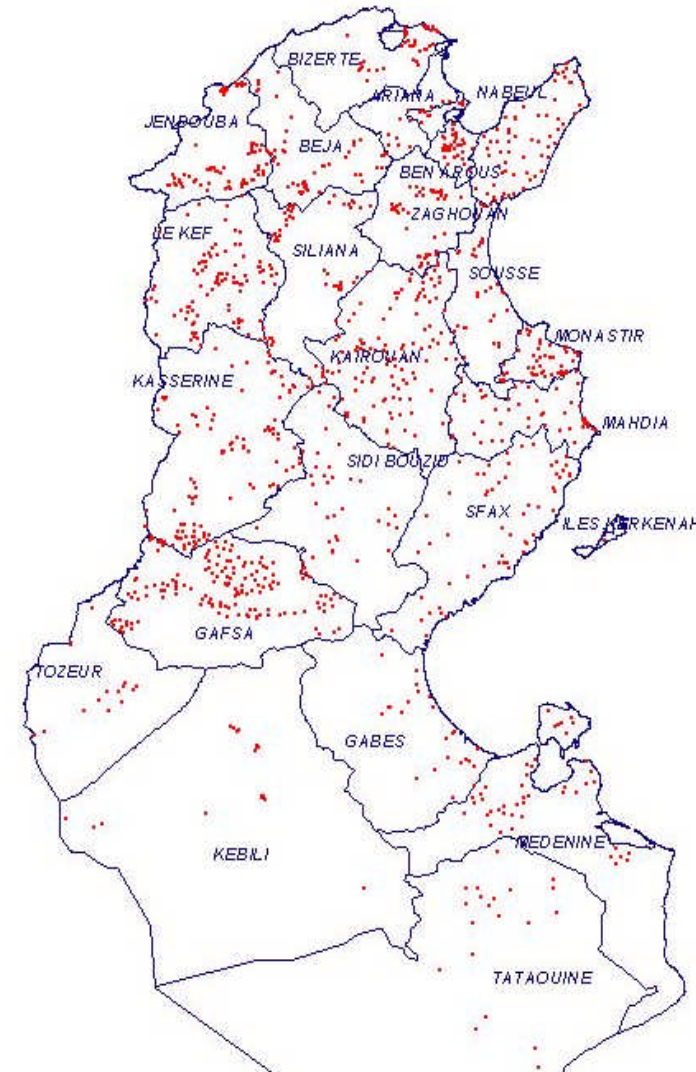 BIZERTE
NABEUL
ARIANA
JENDOUBA
BEJA
BEN AROUS
ZAGHOUAN
LE KEF
SILIANA
SOUSSE
MONASTIR
KAIROUAN
KASSERINE
MAHDIA
SIDI BOUZID
SFAX
ILES KERKENAH
GAFSA
TOZEUR
GABES
MEDENINE
KEBILI
TATAOUINE